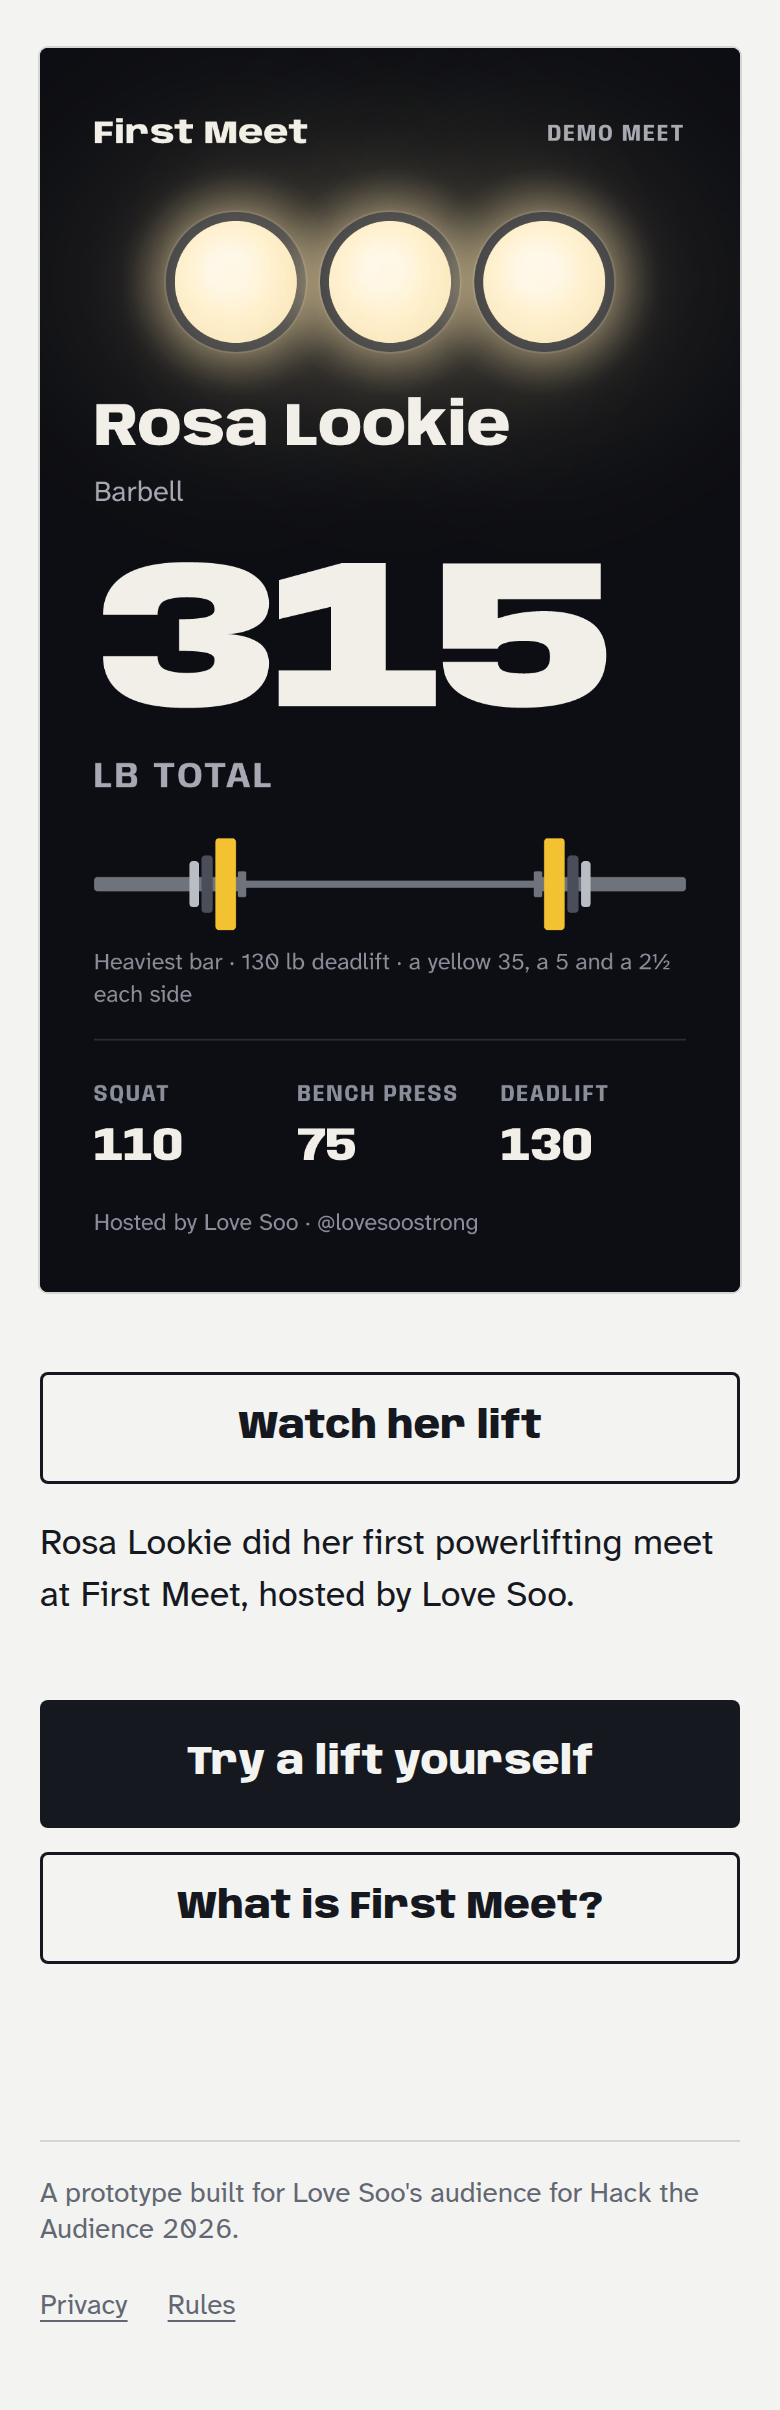 First Meet
DEMO MEET
Rosa Lookie
Barbell
315
LB TOTAL
Heaviest bar · 130 lb deadlift · a yellow 35, a 5 and a 2½
each side
SQUAT BENCH PRESS DEADLIFT
110 75 130
Hosted by Love Soo · @lovesoostrong
Watch her lift
Rosa Lookie did her first powerlifting meet
at First Meet, hosted by Love Soo.
Try a lift yourself
What is First Meet?
A prototype built for Love Soo's audience for Hack the
Audience 2026.
Privacy Rules